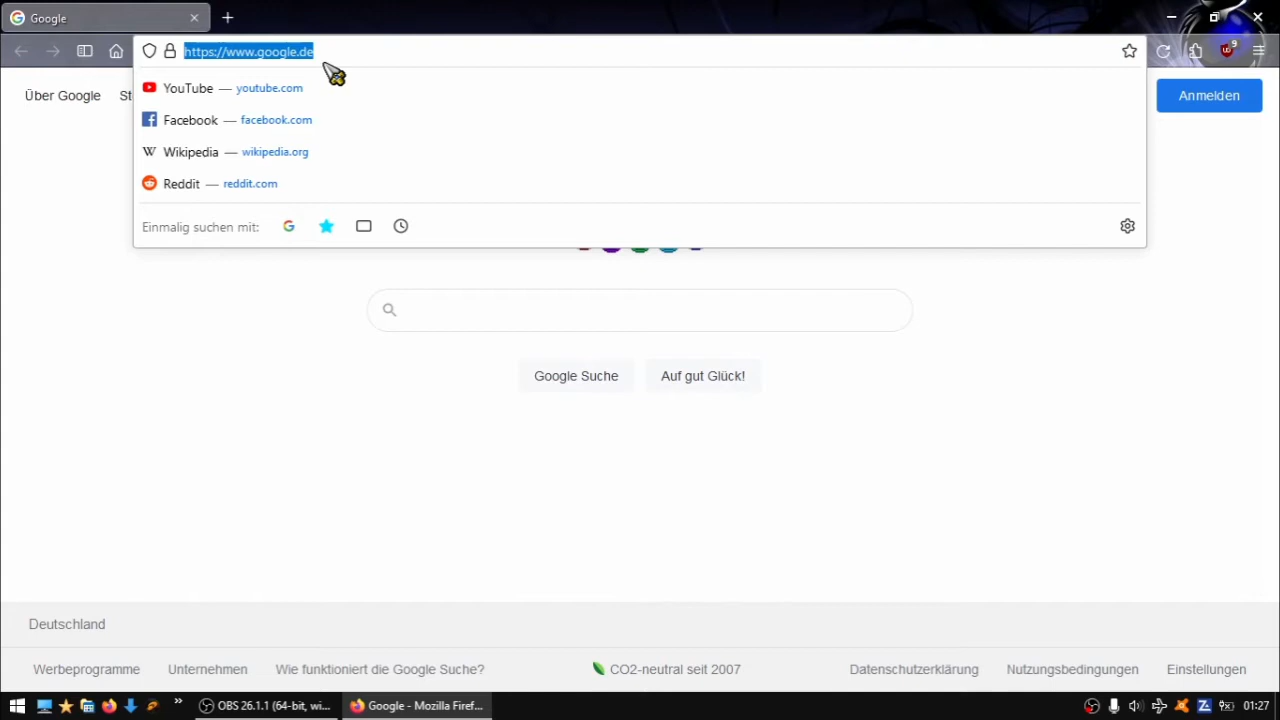 Google
https://www.google.de
YouTube — youtube.com
Facebook — facebook.com
Wikipedia — wikipedia.org
Reddit — reddit.com
Einmalig suchen mit:
9
Über Google St
Anmelden
Google Suche Auf gut Glück!
Deutschland
Werbeprogramme Unternehmen Wie funktioniert die Google Suche? CO2-neutral seit 2007 Datenschutzerklärung Nutzungsbedingungen Einstellungen
OBS 26.1.1 (64-bit, wi... Google - Mozilla Firef... 01:27